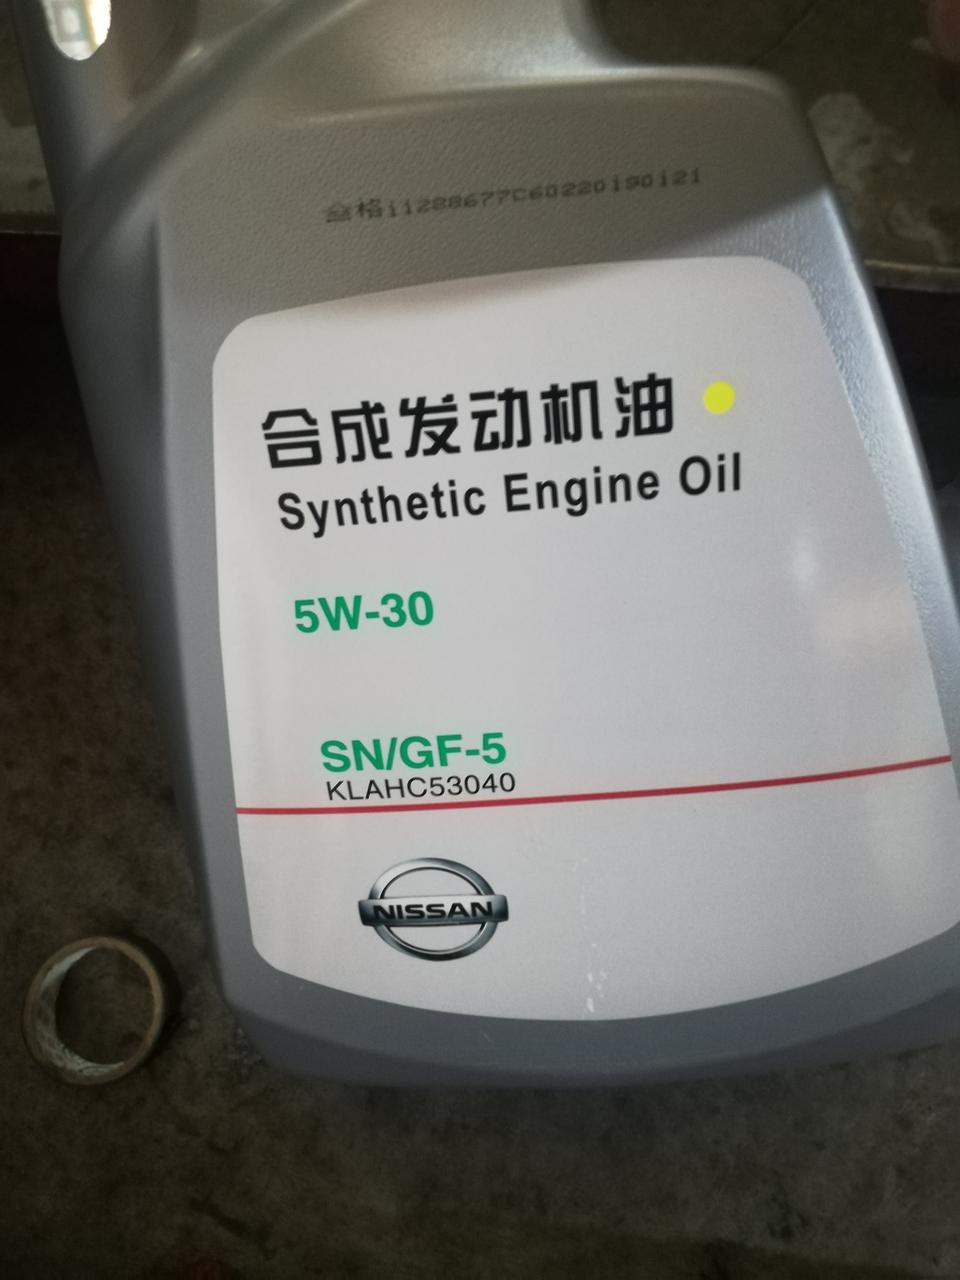 合格11288677C60220190121
合成发动机油
Synthetic Engine Oil
5W-30
SN/GF-5
KLAHC53040
NISSAN